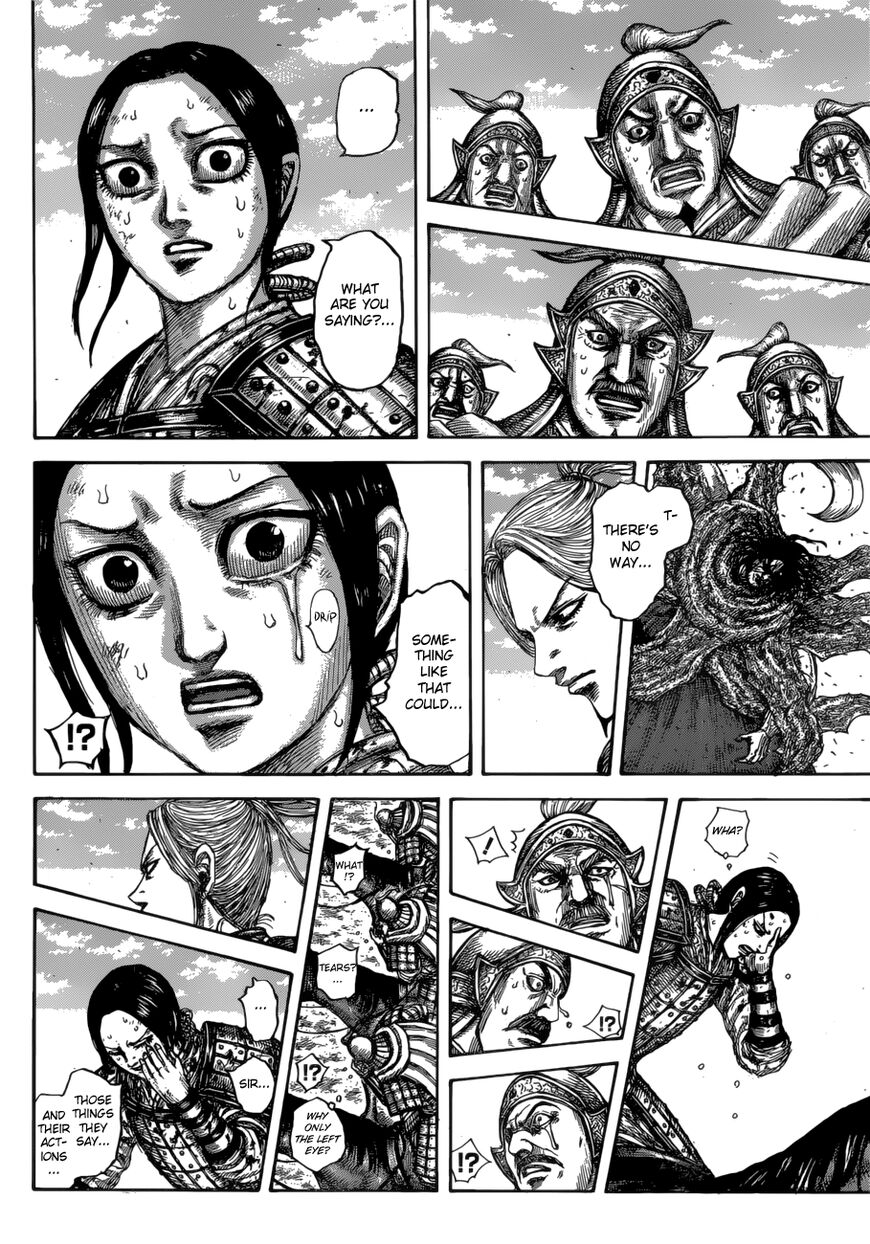 ...
WHAT
ARE YOU
SAYING?...
T-
THERE'S
NO
WAY...
SOME-
THING
LIKE
THAT
COULD...
DRIP
!?
WHA?
!
!?
!?
WHAT
!?
TEARS?
...
!?
WHY
ONLY
THE LEFT
EYE?
...
SIR...
THOSE
THINGS
THEY
SAY...
AND
THEIR
ACT-
IONS
...